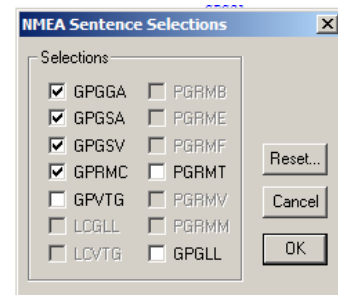 NMEA Sentence Selections
Selections
GPGGA PGRMB
GPGSA PGRME
GPGSV PGRMF
GPRMC PGRMT
GPVTG PGRMV
LCGLL PGRMM
LCVTG GPGLL
Reset...
Cancel
OK